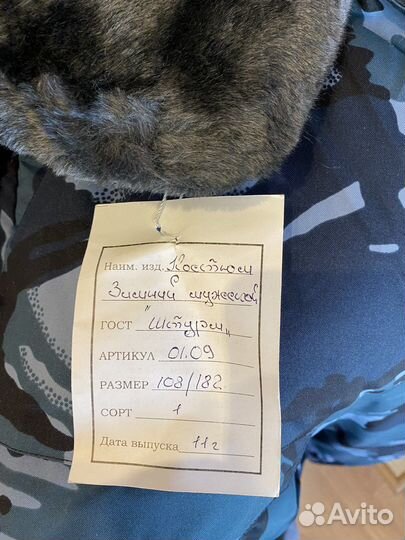 Наим. изд. Костюм
Зимний мужской
ГОСТ "Штурм"
АРТИКУЛ 01.09
РАЗМЕР 108/182
СОРТ 1
Дата выпуска 11г
Avito